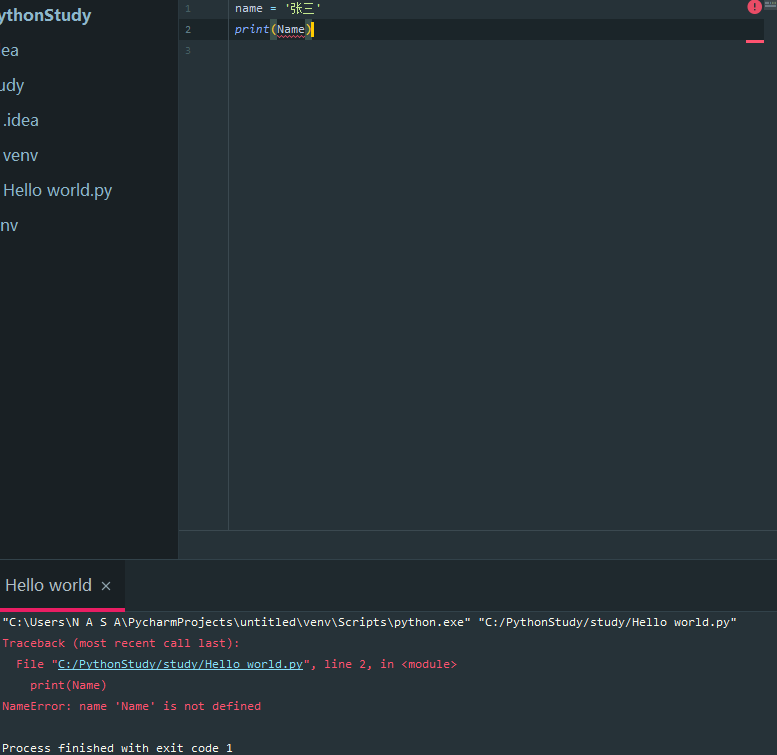 ythonStudy
ea
udy
.idea
venv
Hello world.py
nv
1 name = '张三'
2 print(Name)
3
Hello world ×
"C:\Users\N A S A\PycharmProjects\untitled\venv\Scripts\python.exe" "C:/PythonStudy/study/Hello world.py"
Traceback (most recent call last):
File "C:/PythonStudy/study/Hello world.py", line 2, in <module>
print(Name)
NameError: name 'Name' is not defined
Process finished with exit code 1